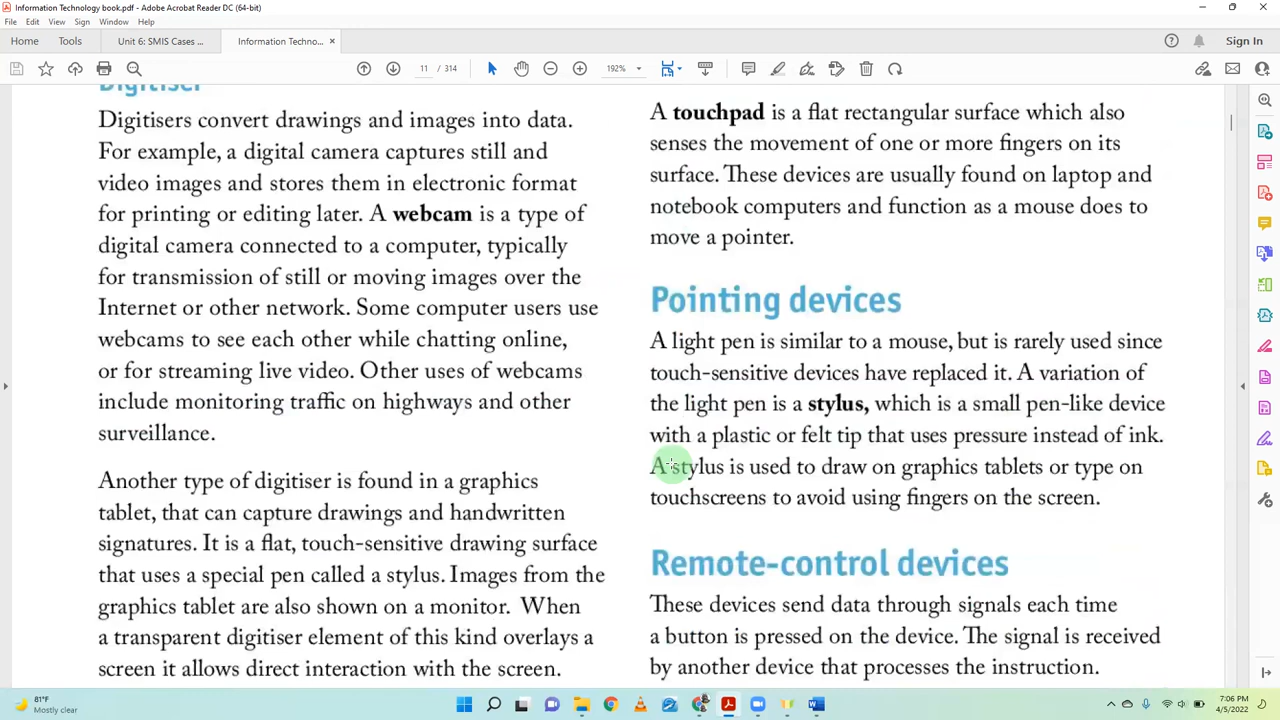 Information Technology book.pdf - Adobe Acrobat Reader DC (64-bit)
File Edit View Sign Window Help
Home Tools Unit 6: SMIS Cases ... Information Techno... × Sign In
11 / 314 192%
Digitiser
Digitisers convert drawings and images into data.
For example, a digital camera captures still and
video images and stores them in electronic format
for printing or editing later. A webcam is a type of
digital camera connected to a computer, typically
for transmission of still or moving images over the
Internet or other network. Some computer users use
webcams to see each other while chatting online,
or for streaming live video. Other uses of webcams
include monitoring traffic on highways and other
surveillance.
Another type of digitiser is found in a graphics
tablet, that can capture drawings and handwritten
signatures. It is a flat, touch-sensitive drawing surface
that uses a special pen called a stylus. Images from the
graphics tablet are also shown on a monitor. When
a transparent digitiser element of this kind overlays a
screen it allows direct interaction with the screen.
A touchpad is a flat rectangular surface which also
senses the movement of one or more fingers on its
surface. These devices are usually found on laptop and
notebook computers and function as a mouse does to
move a pointer.
Pointing devices
A light pen is similar to a mouse, but is rarely used since
touch-sensitive devices have replaced it. A variation of
the light pen is a stylus, which is a small pen-like device
with a plastic or felt tip that uses pressure instead of ink.
A stylus is used to draw on graphics tablets or type on
touchscreens to avoid using fingers on the screen.
Remote-control devices
These devices send data through signals each time
a button is pressed on the device. The signal is received
by another device that processes the instruction.
81°F
Mostly clear
7:06 PM
4/5/2022